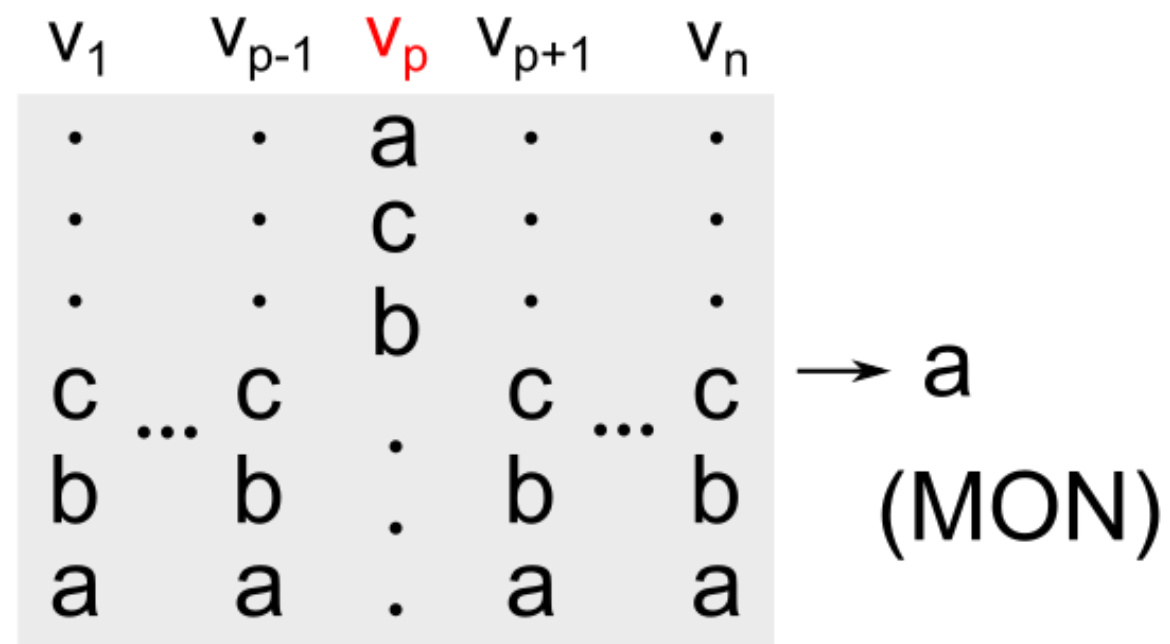 v₁ vₚ₋₁ vₚ vₚ₊₁ vₙ
. . a . .
. . c . .
. . b . .
c ... c . c ... c → a
b b . b b (MON)
a a . a a